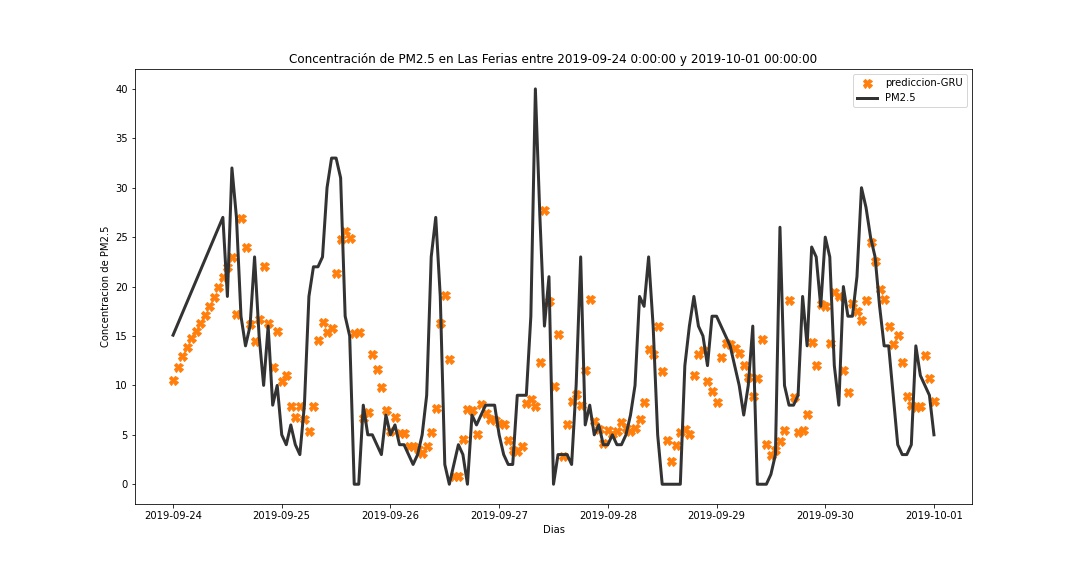 Concentración de PM2.5 en Las Ferias entre 2019-09-24 0:00:00 y 2019-10-01 00:00:00
prediccion-GRU
PM2.5
Concentracion de PM2.5
40
35
30
25
20
15
10
5
0
2019-09-24 2019-09-25 2019-09-26 2019-09-27 2019-09-28 2019-09-29 2019-09-30 2019-10-01
Dias